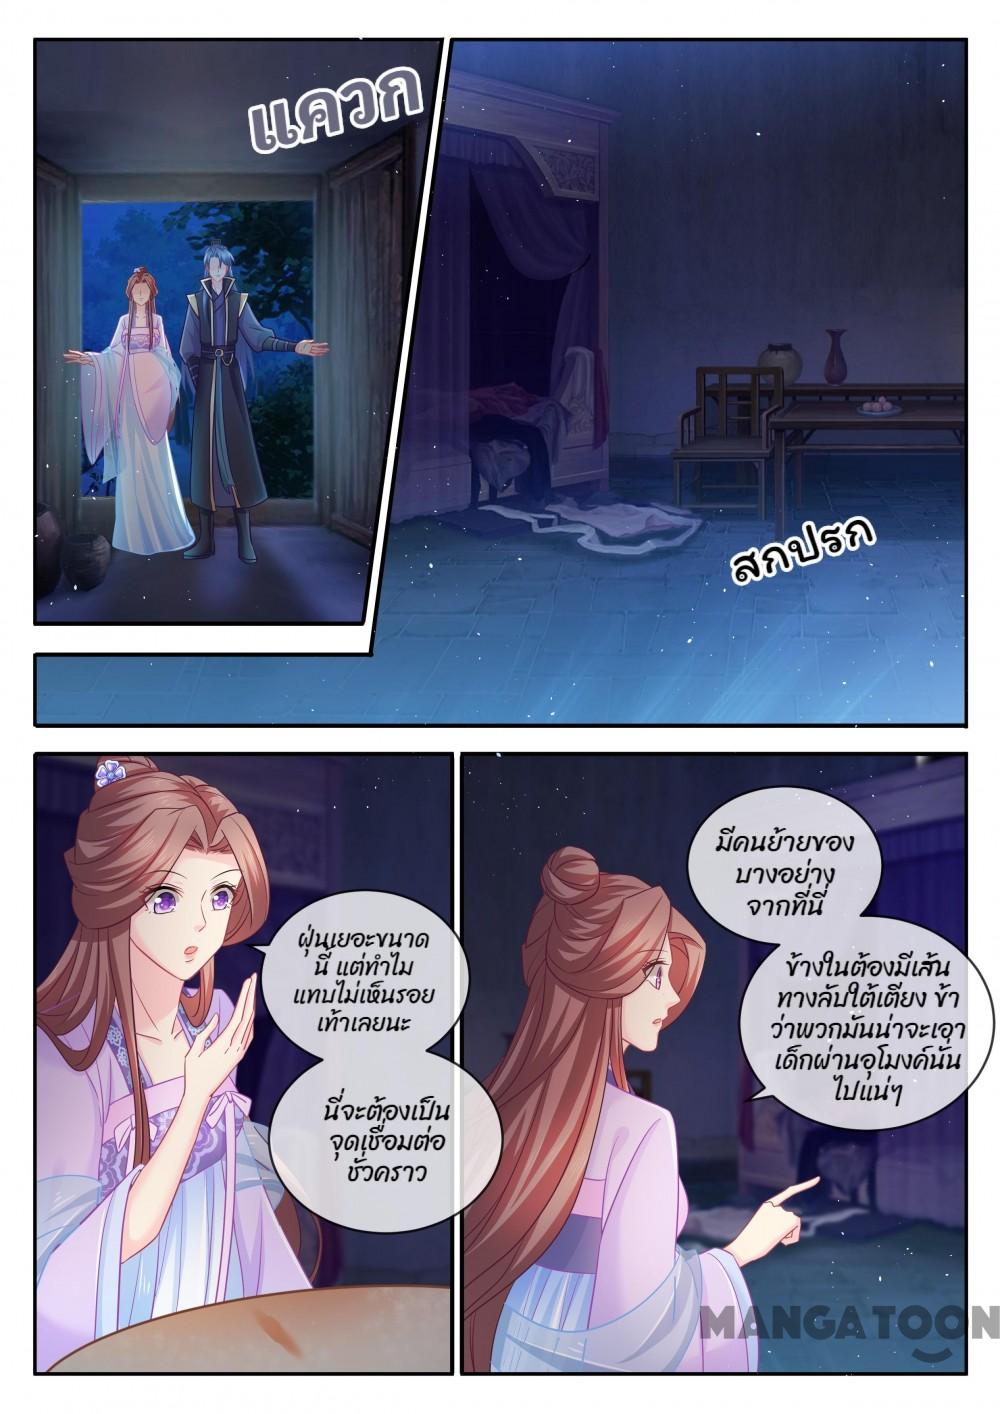 แควก
สกปรก
ฝุ่นเยอะขนาด
นี้ แต่ทำไม
แทบไม่เห็นรอย
เท้าเลยนะ
นี่จะต้องเป็น
จุดเชื่อมต่อ
ชั่วคราว
มีคนย้ายของ
บางอย่าง
จากที่นี่
ข้างในต้องมีเส้น
ทางลับใต้เตียง ข้า
ว่าพวกมันน่าจะเอา
เด็กผ่านอุโมงค์นั่น
ไปแน่ๆ
MANGATOON